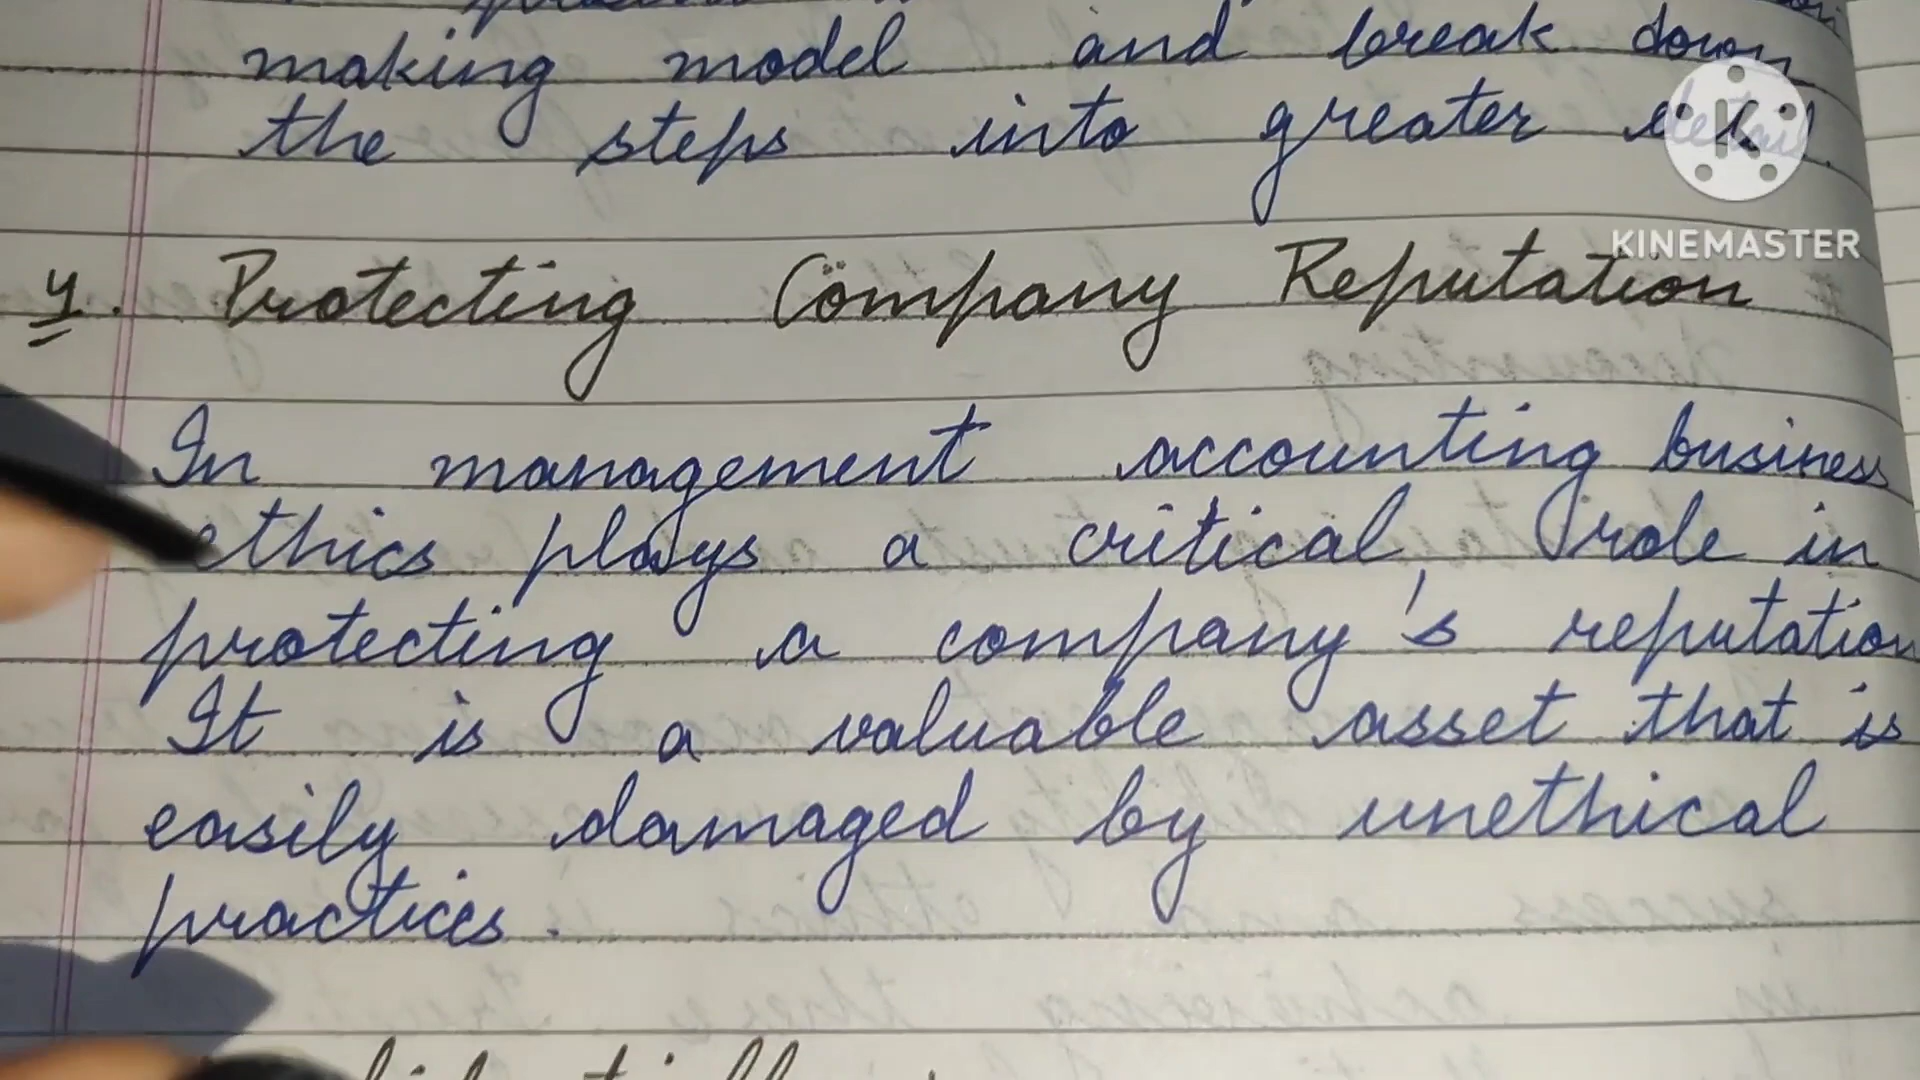 making model and break down
the steps into greater detail.
KINEMASTER
4. Protecting Company Reputation
In management accounting business
ethics plays a critical role in
protecting a company's reputation
It is a valuable asset that is
easily damaged by unethical
practices.